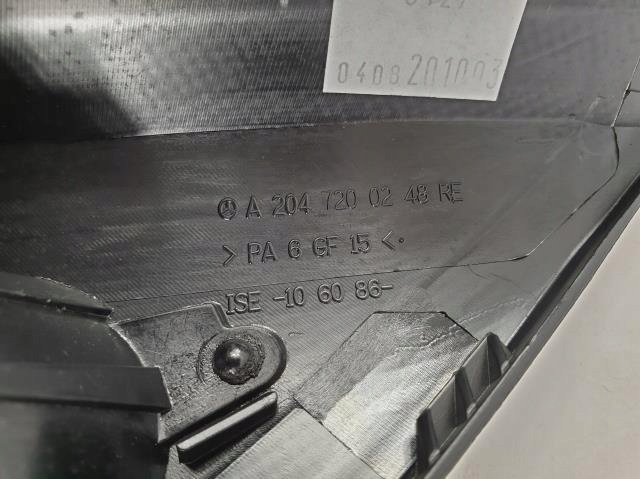 0408201003
A 204 720 02 48 RE
> PA 6 GF 15 <
ISE -10 60 86-